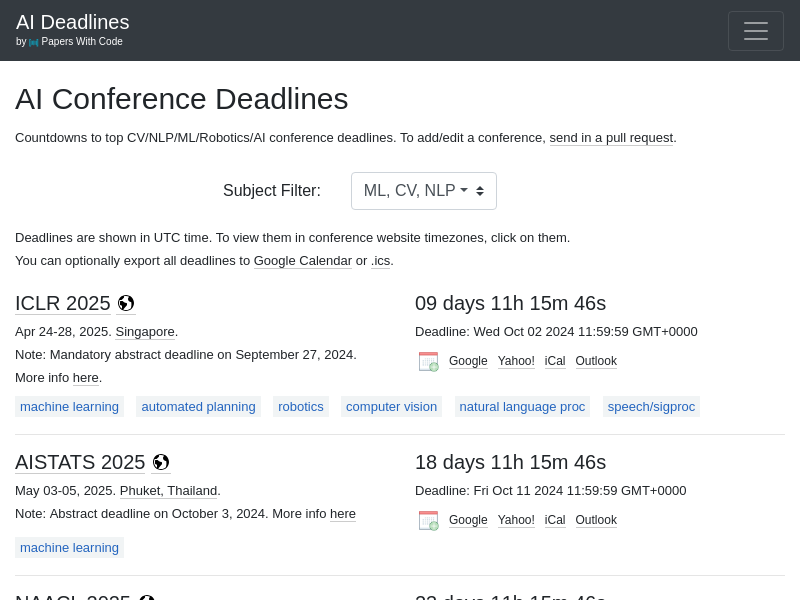 AI Deadlines
by Papers With Code
AI Conference Deadlines
Countdowns to top CV/NLP/ML/Robotics/AI conference deadlines. To add/edit a conference, send in a pull request.
Subject Filter: ML, CV, NLP
Deadlines are shown in UTC time. To view them in conference website timezones, click on them.
You can optionally export all deadlines to Google Calendar or .ics.
ICLR 2025 09 days 11h 15m 46s
Apr 24-28, 2025. Singapore. Deadline: Wed Oct 02 2024 11:59:59 GMT+0000
Note: Mandatory abstract deadline on September 27, 2024.
Google Yahoo! iCal Outlook
More info here.
machine learning automated planning robotics computer vision natural language proc speech/sigproc
AISTATS 2025 18 days 11h 15m 46s
May 03-05, 2025. Phuket, Thailand. Deadline: Fri Oct 11 2024 11:59:59 GMT+0000
Note: Abstract deadline on October 3, 2024. More info here
Google Yahoo! iCal Outlook
machine learning
NAACL 2025 23 days 11h 15m 46s